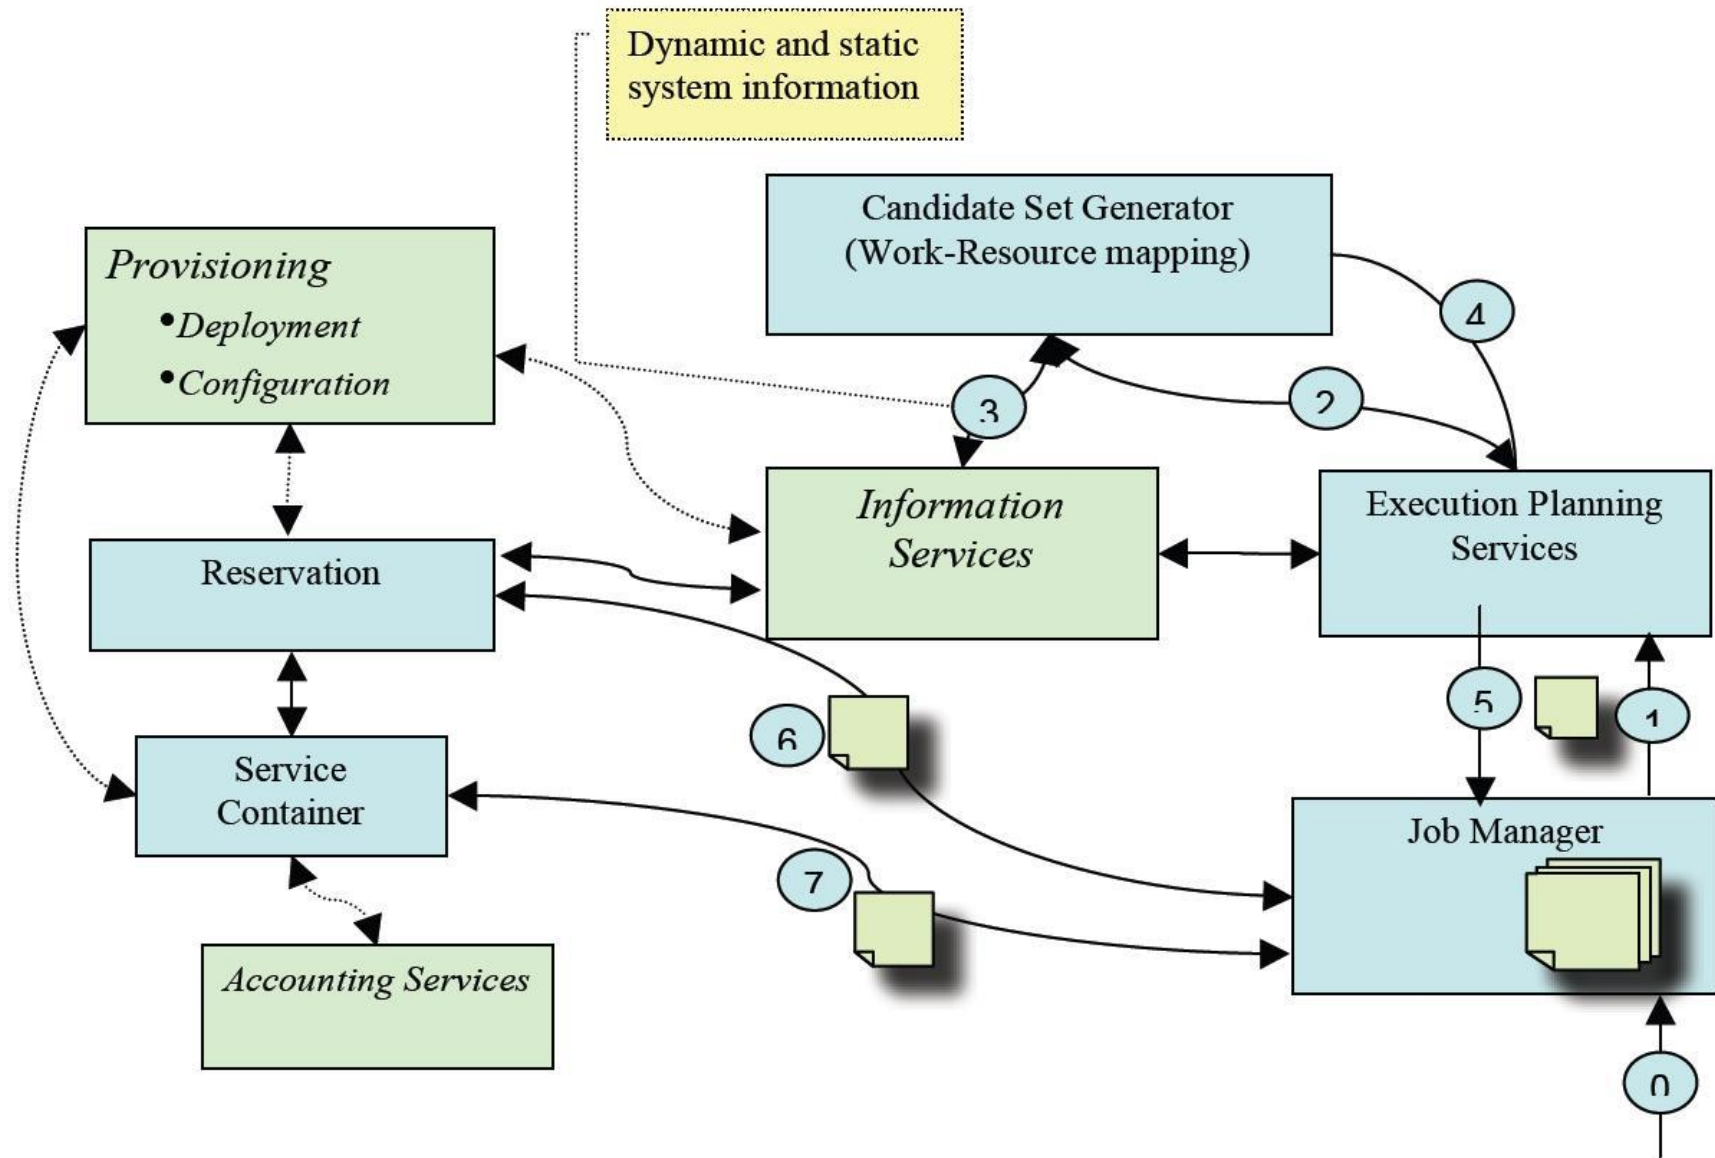 Dynamic and static
system information
Candidate Set Generator
(Work-Resource mapping)
Provisioning
•Deployment
•Configuration
4
3
2
Information
Services
Execution Planning
Services
Reservation
5
1
6
Service
Container
Job Manager
7
Accounting Services
0